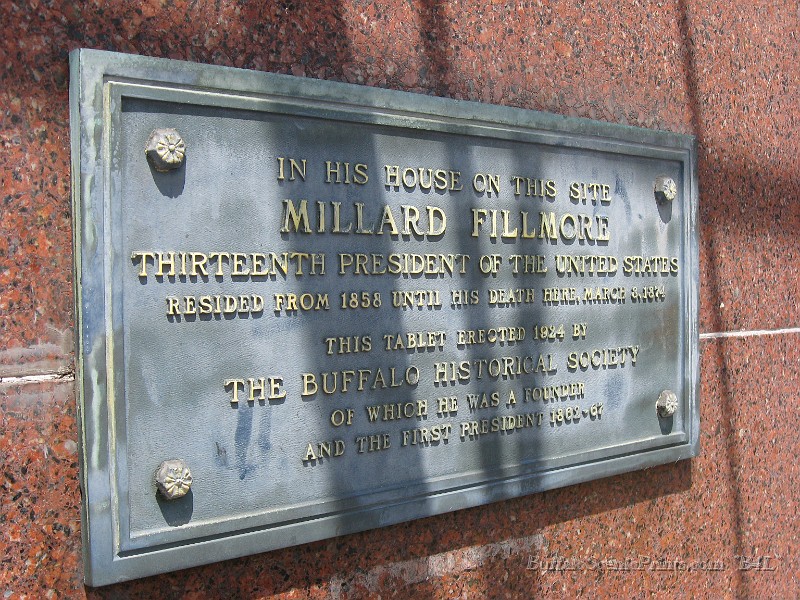 IN HIS HOUSE ON THIS SITE
MILLARD FILLMORE
THIRTEENTH PRESIDENT OF THE UNITED STATES
RESIDED FROM 1858 UNTIL HIS DEATH HERE, MARCH 8, 1874
THIS TABLET ERECTED 1924 BY
THE BUFFALO HISTORICAL SOCIETY
OF WHICH HE WAS A FOUNDER
AND THE FIRST PRESIDENT 1862-67
BuffaloScenicPrints.com "B4L"